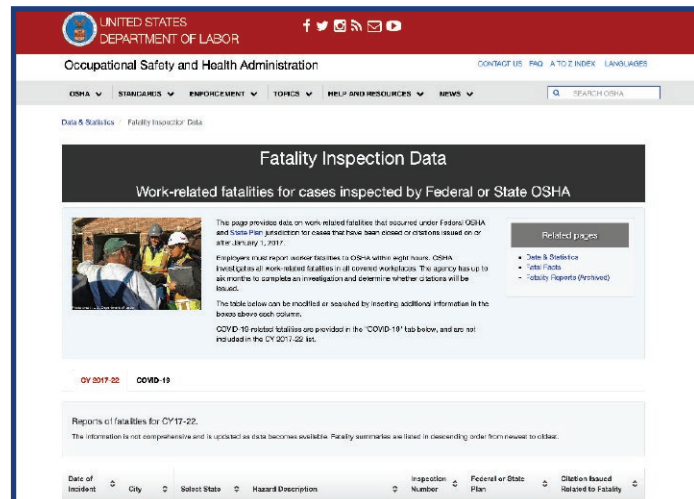 UNITED STATES
DEPARTMENT OF LABOR
Occupational Safety and Health Administration
CONTACT US FAQ A TO Z INDEX LANGUAGES
OSHA STANDARDS ENFORCEMENT TOPICS HELP AND RESOURCES NEWS
SEARCH OSHA
Data & Statistics / Fatality Inspection Data
Fatality Inspection Data
Work-related fatalities for cases inspected by Federal or State OSHA
This page provides data on work related fatalities that occurred under Federal OSHA
and State Plan jurisdiction for cases that have been closed or citations issued on or
after January 1, 2017.
Employers must report worker fatalities to OSHA within eight hours. OSHA
investigates all work-related fatalities in all covered workplaces. The agency has up to
six months to complete an investigation and determine whether citations will be
issued.
The table below can be modified or searched by inserting additional information in the
boxes above each column.
COVID-19 related fatalities are provided in the "COVID-19" tab below, and are not
included in the CY 2017-22 list.
Related pages
Data & Statistics
Fatal Facts
Fatality Reports (Archived)
CY 2017-22 COVID-19
Reports of fatalities for CY17-22.
The information is not comprehensive and is updated as data becomes available. Fatality summaries are listed in descending order from newest to oldest.
Date of Incident
City
Select State
Hazard Description
Inspection Number
Federal or State Plan
Citation Issued Related to Fatality